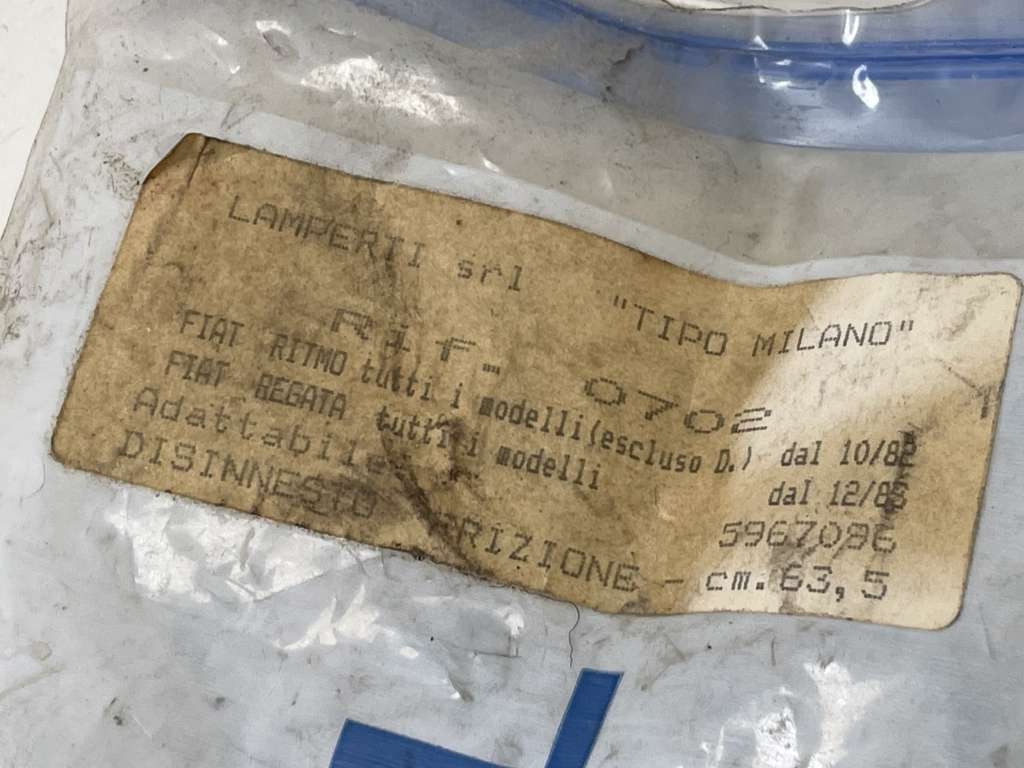 LAMPERTI srl "TIPO MILANO"
Rif. 0702
FIAT RITMO tutti i modelli(escluso D.) dal 10/82
FIAT REGATA tutti i modelli dal 12/83
Adattabile 5967096
DISINNESTO FRIZIONE - cm. 63,5